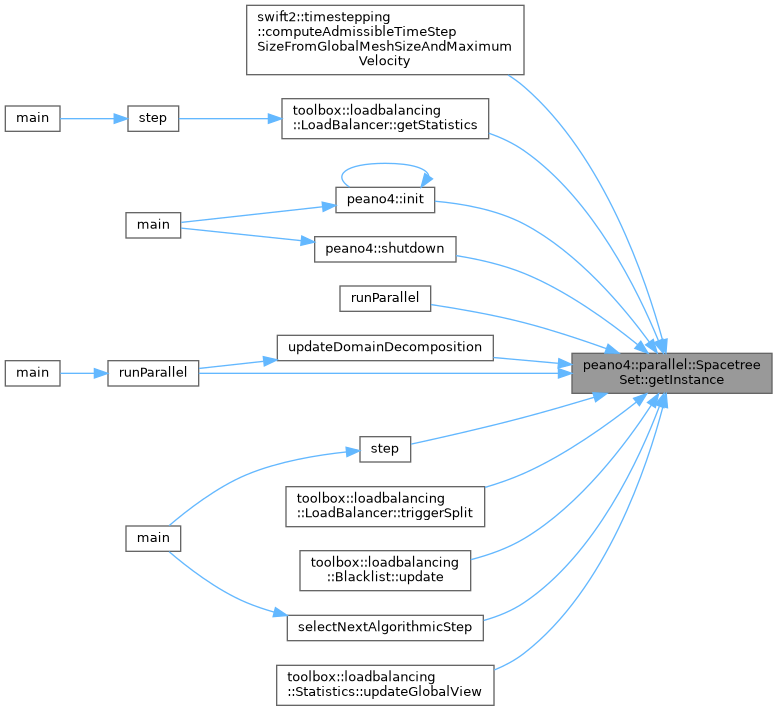 swift2::timestepping
::computeAdmissibleTimeStep
SizeFromGlobalMeshSizeAndMaximum
Velocity
main
step
toolbox::loadbalancing
::LoadBalancer::getStatistics
peano4::init
main
peano4::shutdown
runParallel
updateDomainDecomposition
main
runParallel
peano4::parallel::Spacetree
Set::getInstance
step
toolbox::loadbalancing
::LoadBalancer::triggerSplit
main
toolbox::loadbalancing
::Blacklist::update
selectNextAlgorithmicStep
toolbox::loadbalancing
::Statistics::updateGlobalView